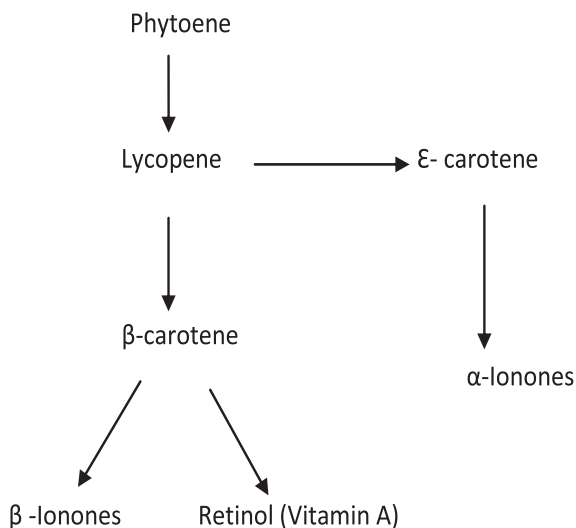 Phytoene
Lycopene
Ɛ- carotene
β-carotene
α-Ionones
β -Ionones
Retinol (Vitamin A)